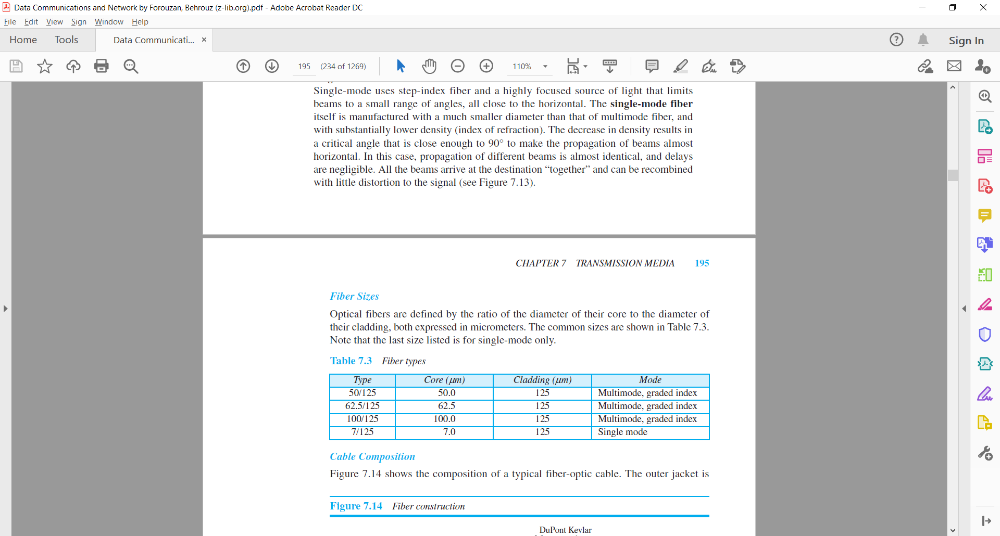 Data Communications and Network by Forouzan, Behrouz (z-lib.org).pdf - Adobe Acrobat Reader DC
File Edit View Sign Window Help
Home Tools Data Communicati... × Sign In
195 (234 of 1269) 110%
Single-mode uses step-index fiber and a highly focused source of light that limits
beams to a small range of angles, all close to the horizontal. The single-mode fiber
itself is manufactured with a much smaller diameter than that of multimode fiber, and
with substantially lower density (index of refraction). The decrease in density results in
a critical angle that is close enough to 90° to make the propagation of beams almost
horizontal. In this case, propagation of different beams is almost identical, and delays
are negligible. All the beams arrive at the destination “together” and can be recombined
with little distortion to the signal (see Figure 7.13).
CHAPTER 7 TRANSMISSION MEDIA 195
Fiber Sizes
Optical fibers are defined by the ratio of the diameter of their core to the diameter of
their cladding, both expressed in micrometers. The common sizes are shown in Table 7.3.
Note that the last size listed is for single-mode only.
Table 7.3 Fiber types
Type Core (μm) Cladding (μm) Mode
50/125 50.0 125 Multimode, graded index
62.5/125 62.5 125 Multimode, graded index
100/125 100.0 125 Multimode, graded index
7/125 7.0 125 Single mode
Cable Composition
Figure 7.14 shows the composition of a typical fiber-optic cable. The outer jacket is
Figure 7.14 Fiber construction
DuPont Kevlar